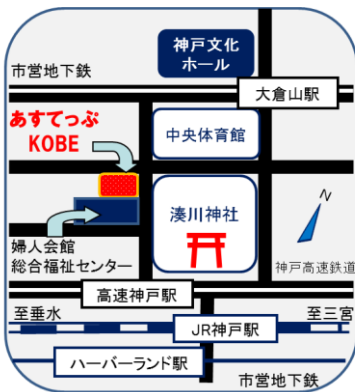 神戸文化
ホール
市営地下鉄
大倉山駅
あすてっぷ
KOBE
中央体育館
湊川神社
N
婦人会館
総合福祉センター
神戸高速鉄道
高速神戸駅
至垂水
至三宮
JR神戸駅
ハーバーランド駅
市営地下鉄